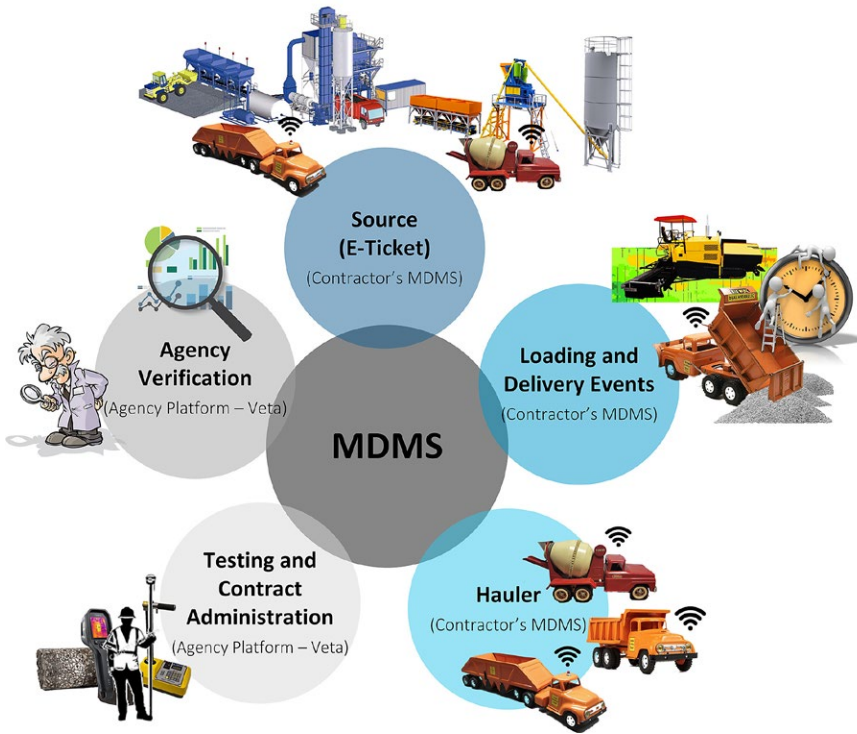 Source
(E-Ticket)
(Contractor's MDMS)
Agency
Verification
(Agency Platform – Veta)
Loading and
Delivery Events
(Contractor's MDMS)
MDMS
Testing and
Contract
Administration
(Agency Platform – Veta)
Hauler
(Contractor's MDMS)